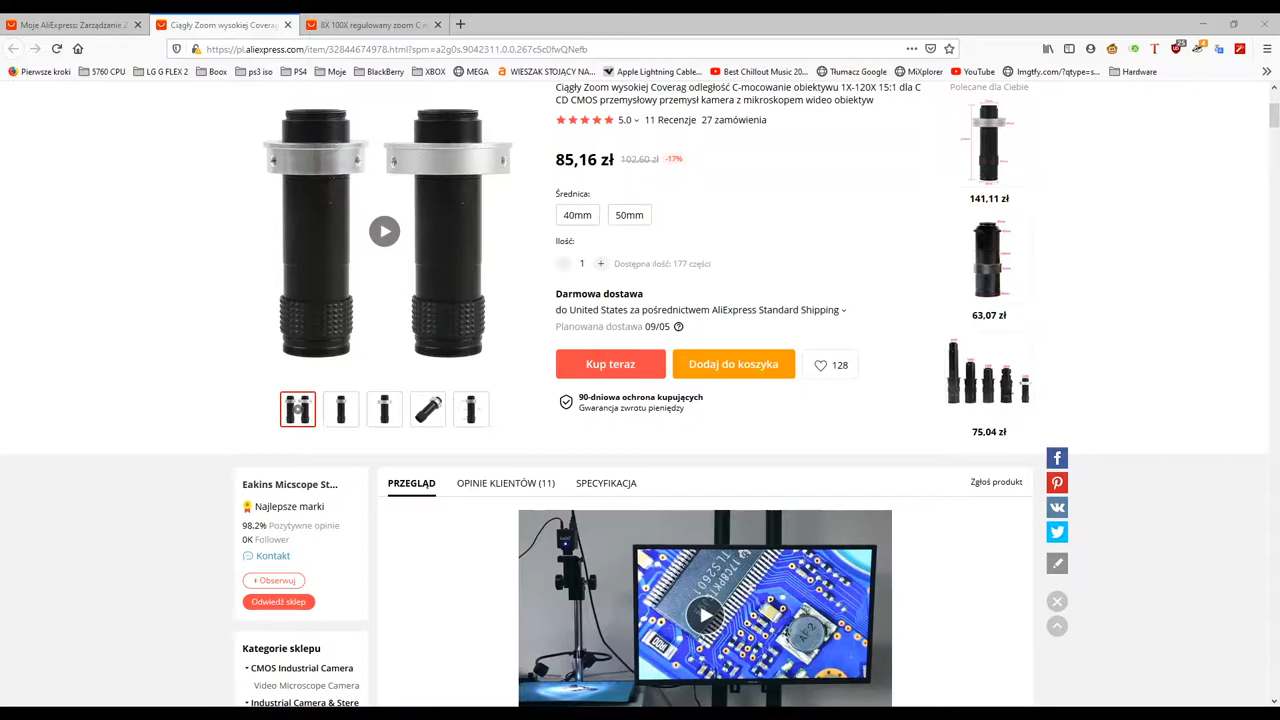 Moje AliExpress: Zarządzanie Z
Ciągły Zoom wysokiej Coverag
8X 100X regulowany zoom C m
https://pl.aliexpress.com/item/32844674978.html?spm=a2g0s.9042311.0.0.267c5c0fwQNefb
Pierwsze kroki
5760 CPU
LG G FLEX 2
Boox
ps3 iso
PS4
Moje
BlackBerry
XBOX
MEGA
WIESZAK STOJĄCY NA...
Apple Lightning Cable...
Best Chillout Music 20...
Tłumacz Google
MiXplorer
YouTube
lmgtfy.com/?qtype=s...
Hardware
Ciągły Zoom wysokiej Coverag odległość C-mocowanie obiektywu 1X-120X 15:1 dla C
CD CMOS przemysłowy przemysł kamera z mikroskopem wideo obiektyw
5.0 11 Recenzje 27 zamówienia
85,16 zł 102,60 zł -17%
Średnica:
40mm 50mm
Ilość:
1 + Dostępna ilość: 177 części
Darmowa dostawa
do United States za pośrednictwem AliExpress Standard Shipping
Planowana dostawa 09/05
Kup teraz
Dodaj do koszyka
128
90-dniowa ochrona kupujących
Gwarancja zwrotu pieniędzy
Polecane dla Ciebie
141,11 zł
63,07 zł
75,04 zł
Eakins Micscope St...
Najlepsze marki
98.2% Pozytywne opinie
0K Follower
Kontakt
+ Obserwuj
Odwiedź sklep
Kategorie sklepu
CMOS Industrial Camera
Video Microscope Camera
Industrial Camera & Stere
PRZEGLĄD
OPINIE KLIENTÓW (11)
SPECYFIKACJA
Zgłoś produkt